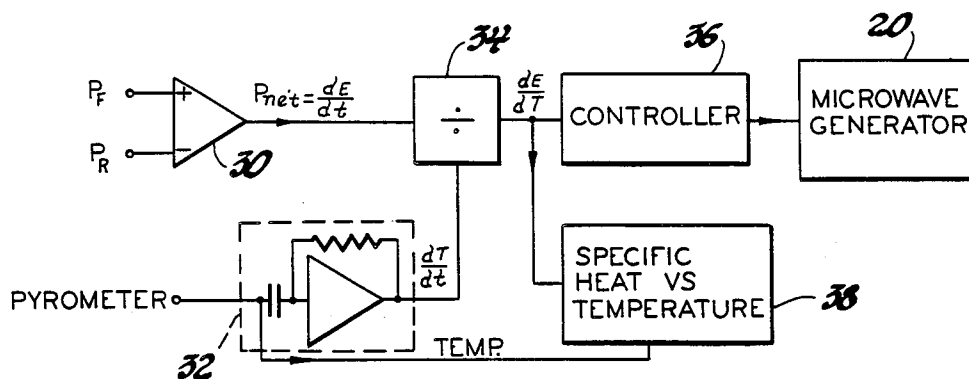 34
36
20
P_F
+
P_net = dE/dt
÷
dE/dT
CONTROLLER
MICROWAVE
GENERATOR
P_R
−
30
dT/dt
SPECIFIC
HEAT VS
TEMPERATURE
38
PYROMETER
32
TEMP.